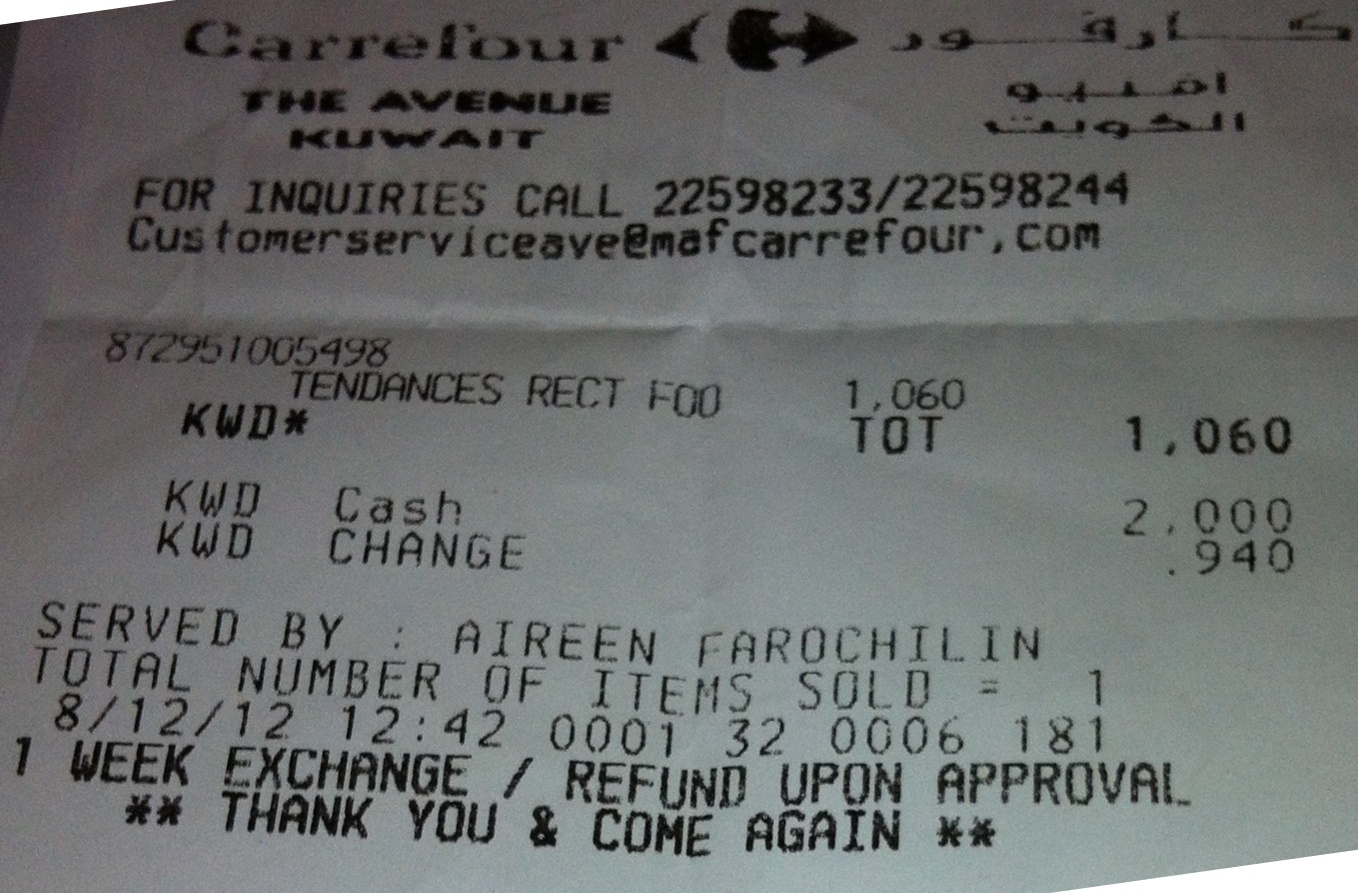 Carrefour كارفور
THE AVENUE افنيو
KUWAIT الكويت
FOR INQUIRIES CALL 22598233/22598244
Customerserviceave@mafcarrefour.com
872951005498
TENDANCES RECT FOO 1,060
KWD* TOT 1,060
KWD Cash 2.000
KWD CHANGE .940
SERVED BY : AIREEN FAROCHILIN
TOTAL NUMBER OF ITEMS SOLD = 1
8/12/12 12:42 0001 32 0006 181
1 WEEK EXCHANGE / REFUND UPON APPROVAL
** THANK YOU & COME AGAIN **